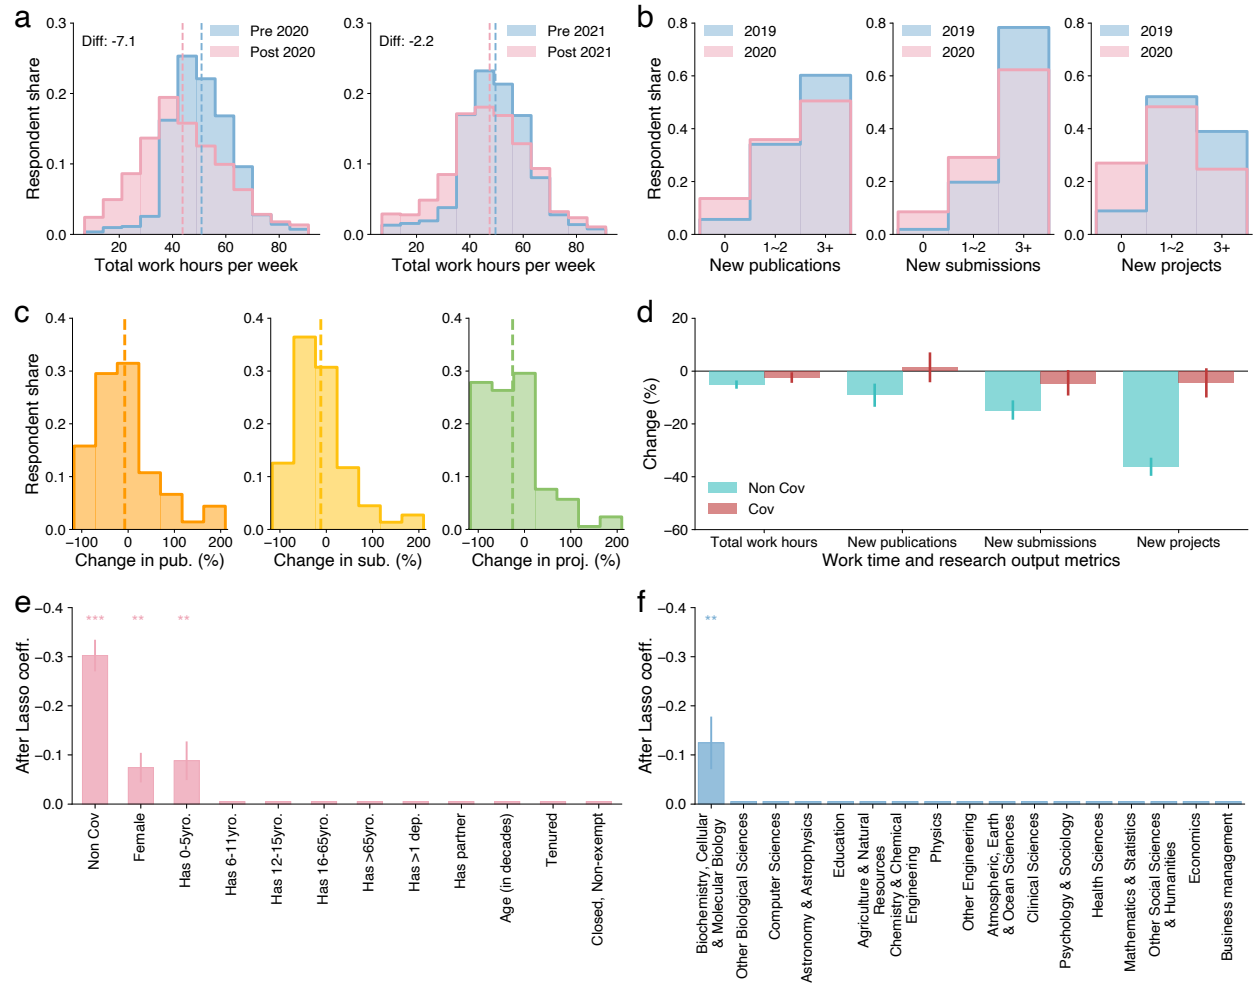 a
Diff: -7.1
Pre 2020
Post 2020
Respondent share
0.3
0.2
0.1
0.0
20
40
60
80
Total work hours per week
Diff: -2.2
Pre 2021
Post 2021
0.3
0.2
0.1
0.0
20
40
60
80
Total work hours per week
b
Respondent share
0.8
0.6
0.4
0.2
0.0
2019
2020
0
1~2
3+
New publications
0.8
0.6
0.4
0.2
0.0
2019
2020
0
1~2
3+
New submissions
0.8
0.6
0.4
0.2
0.0
2019
2020
0
1~2
3+
New projects
c
Respondent share
0.4
0.3
0.2
0.1
0.0
−100
0
100
200
Change in pub. (%)
0.4
0.3
0.2
0.1
0.0
−100
0
100
200
Change in sub. (%)
0.4
0.3
0.2
0.1
0.0
−100
0
100
200
Change in proj. (%)
d
Change (%)
20
0
−20
−40
−60
Non Cov
Cov
Total work hours
New publications
New submissions
New projects
Work time and research output metrics
e
After Lasso coeff.
−0.4
−0.3
−0.2
−0.1
0.0
***
**
**
Non Cov
Female
Has 0-5yro.
Has 6-11yro.
Has 12-15yro.
Has 16-65yro.
Has >65yro.
Has >1 dep.
Has partner
Age (in decades)
Tenured
Closed, Non-exempt
f
After Lasso coeff.
−0.4
−0.3
−0.2
−0.1
0.0
**
Biochemistry, Cellular
& Molecular Biology
Other Biological Sciences
Computer Sciences
Astronomy & Astrophysics
Education
Agriculture & Natural
Resources
Chemistry & Chemical
Engineering
Physics
Other Engineering
Atmospheric, Earth
& Ocean Sciences
Clinical Sciences
Psychology & Sociology
Health Sciences
Mathematics & Statistics
Other Social Sciences
& Humanities
Economics
Business management